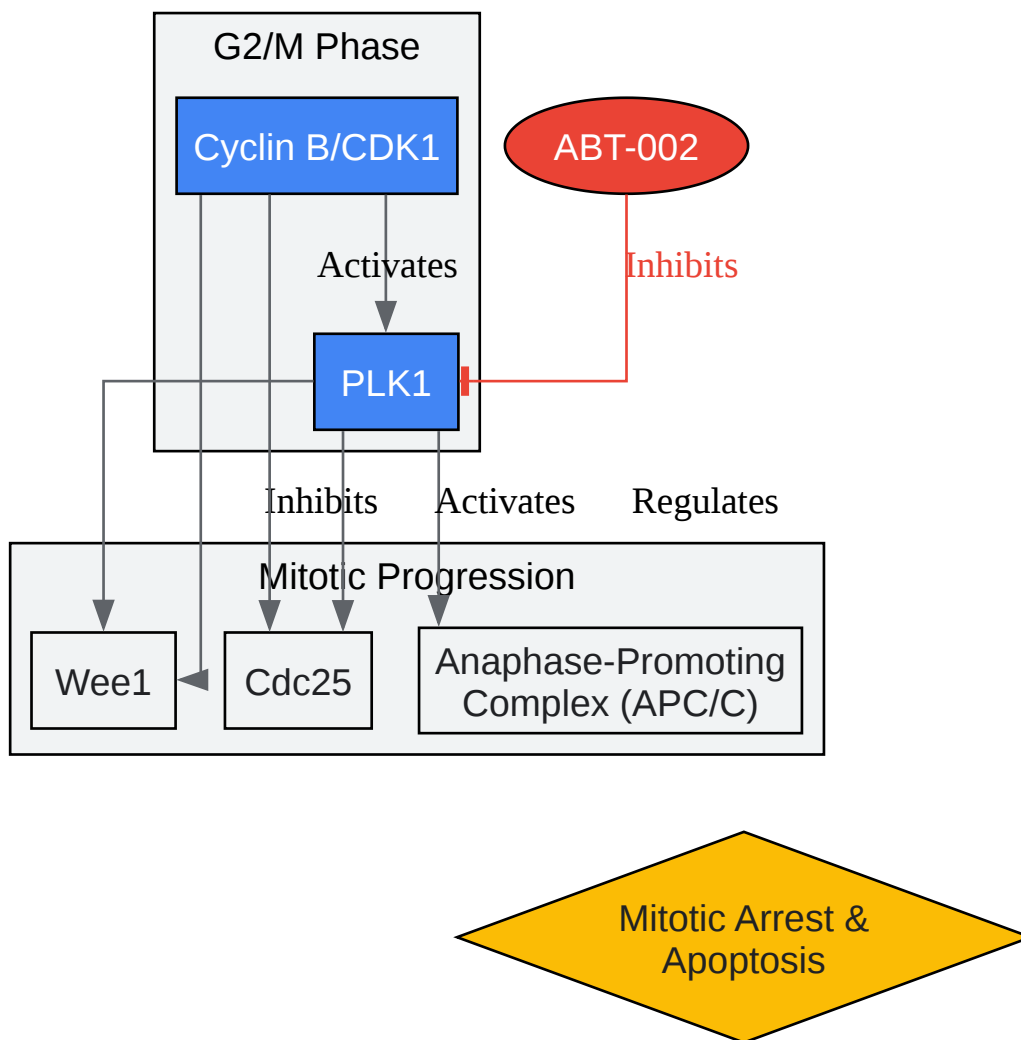 G2/M Phase
Cyclin B/CDK1
ABT-002
Activates
Inhibits
PLK1
Inhibits
Activates
Regulates
Mitotic Progression
Wee1
Cdc25
Anaphase-Promoting
Complex (APC/C)
Mitotic Arrest &
Apoptosis